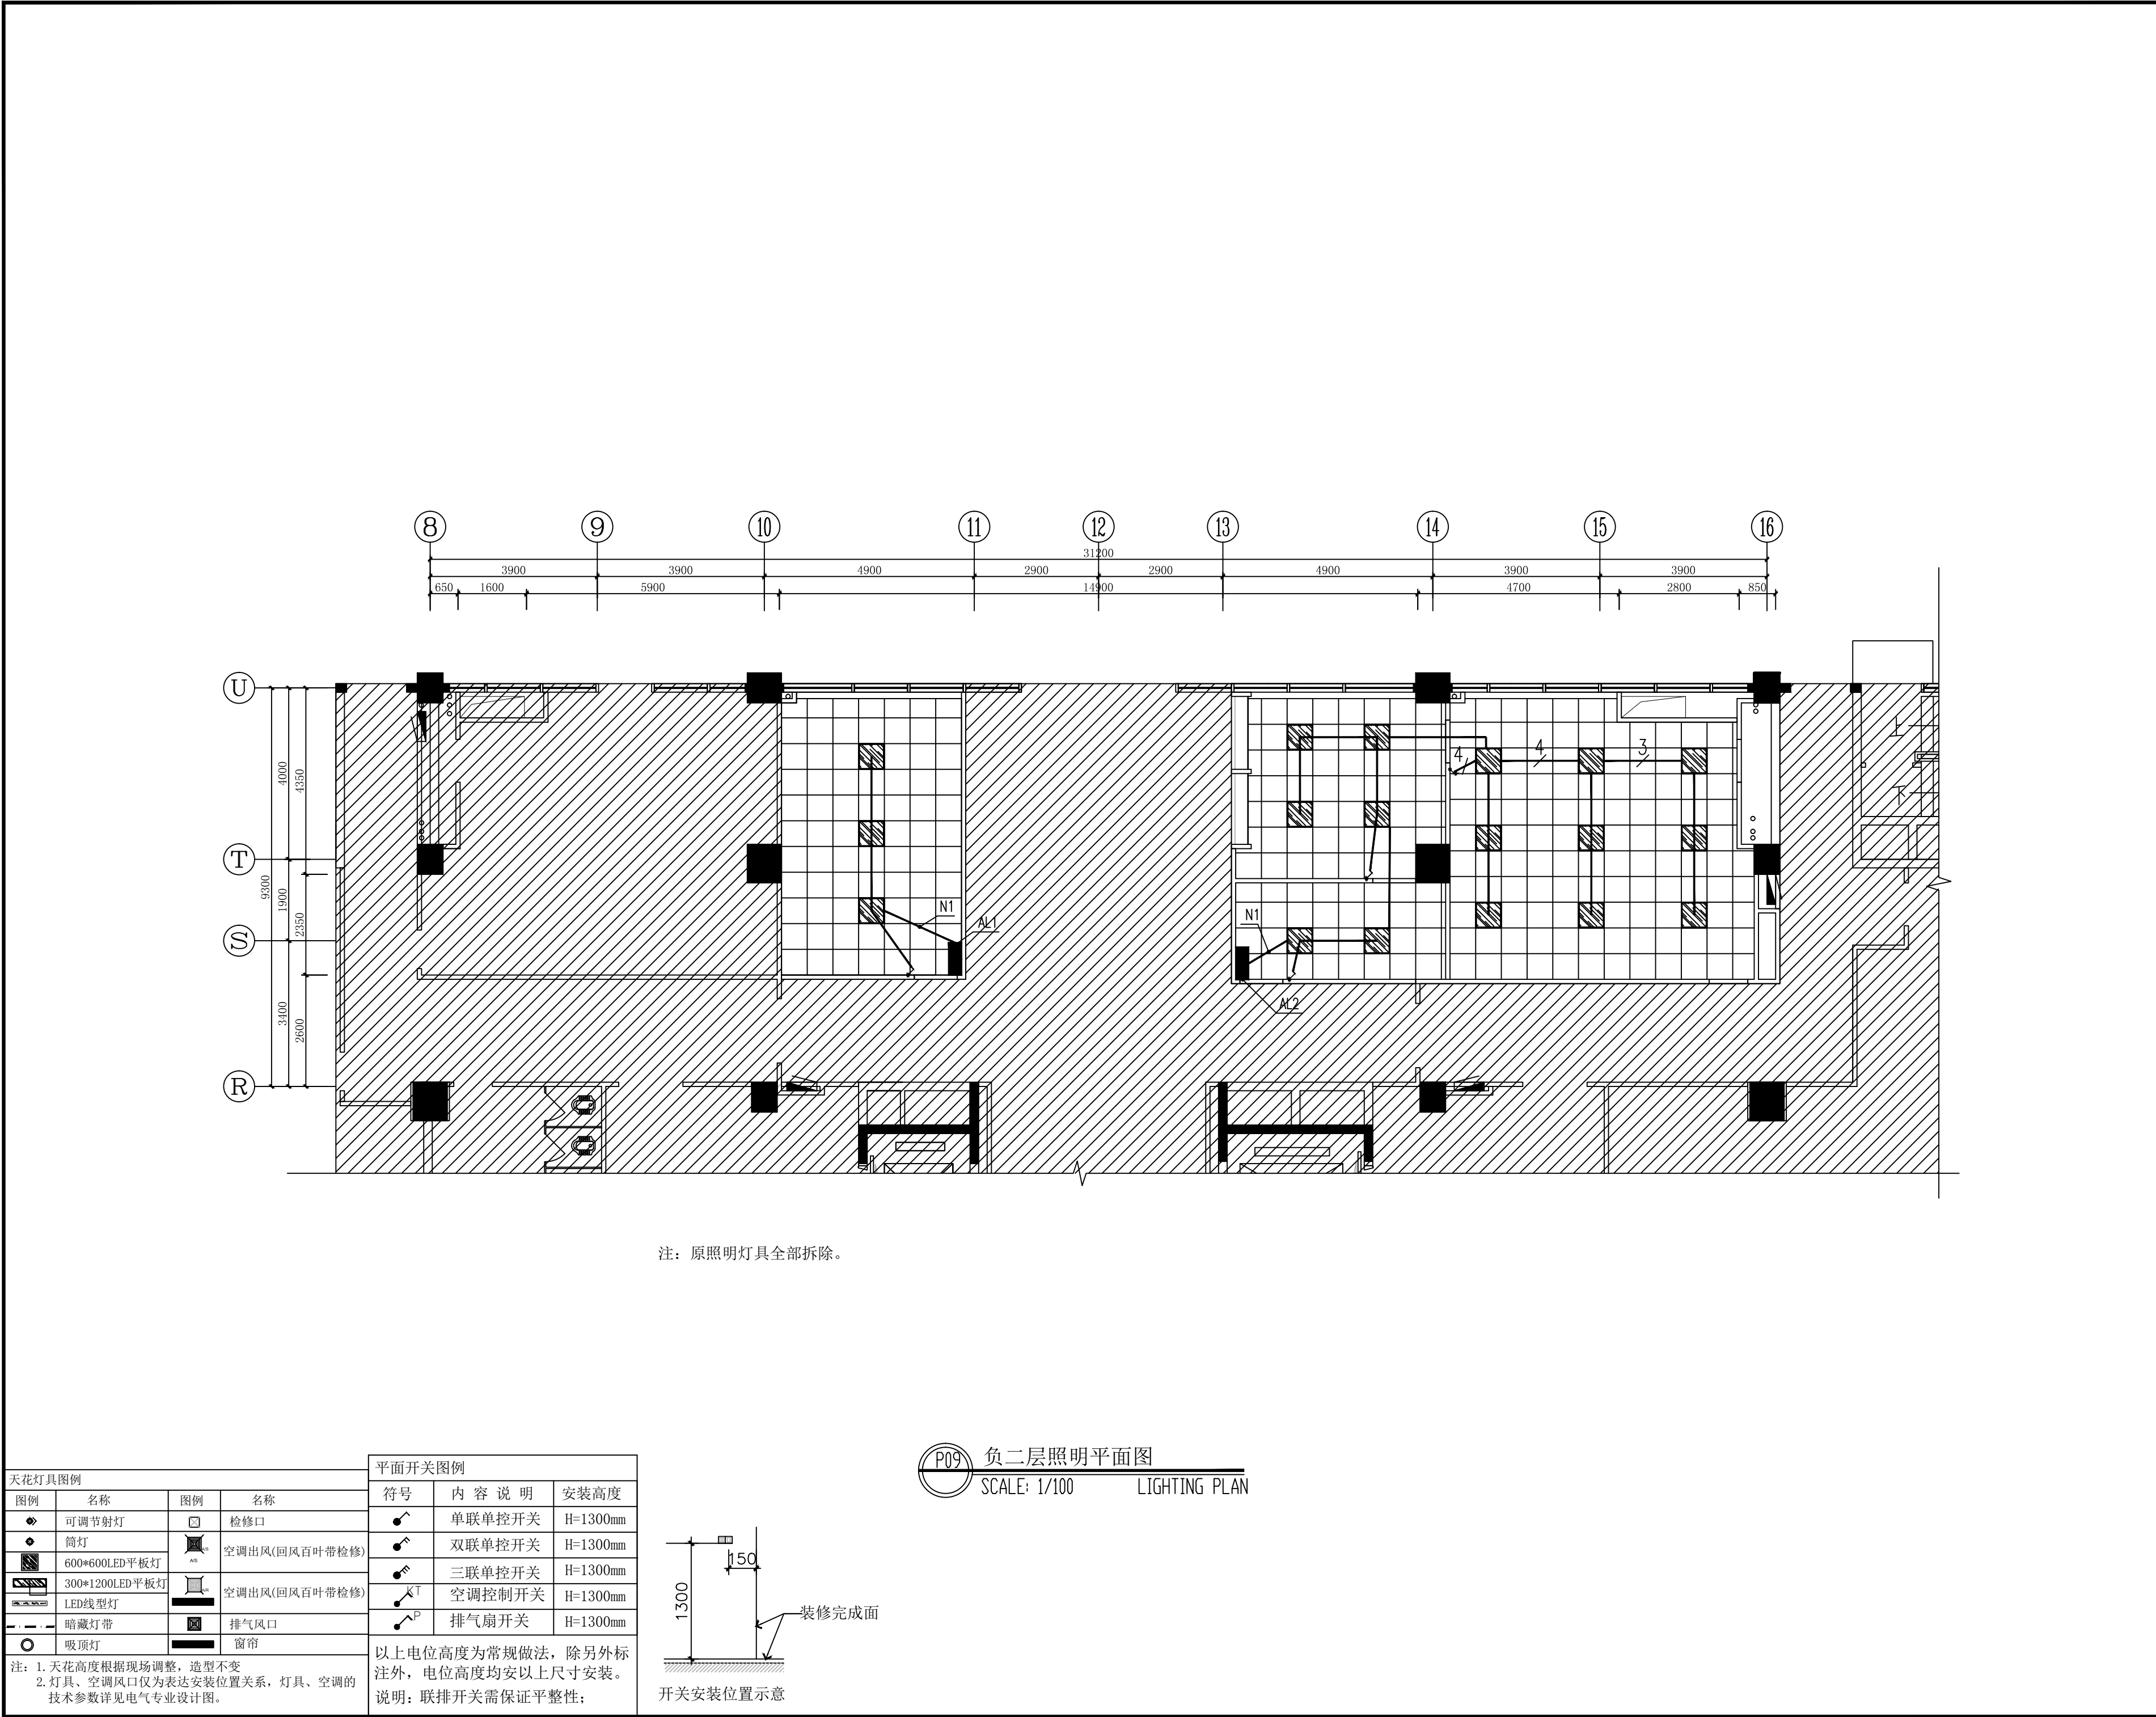 8 9 10 11 12 13 14 15 16
31200
3900 3900 4900 2900 2900 4900 3900 3900
650 1600 5900 14900 4700 2800 850
U
T
S
R
9300
4000 1900 3400
4350 2350 2600
4 4 3
N1
AL1
N1
AL2
注：原照明灯具全部拆除。
P09 负二层照明平面图
SCALE: 1/100 LIGHTING PLAN
天花灯具图例
图例 名称 图例 名称
可调节射灯 检修口
筒灯
空调出风(回风百叶带检修)
600*600LED平板灯
300*1200LED平板灯
空调出风(回风百叶带检修)
LED线型灯
暗藏灯带 排气风口
吸顶灯 窗帘
注：1.天花高度根据现场调整，造型不变
2.灯具、空调风口仅为表达安装位置关系，灯具、空调的
技术参数详见电气专业设计图。
平面开关图例
符号 内容说明 安装高度
单联单控开关 H=1300mm
双联单控开关 H=1300mm
三联单控开关 H=1300mm
KT 空调控制开关 H=1300mm
P 排气扇开关 H=1300mm
以上电位高度为常规做法，除另外标
注外，电位高度均安以上尺寸安装。
说明：联排开关需保证平整性；
150
1300
装修完成面
开关安装位置示意